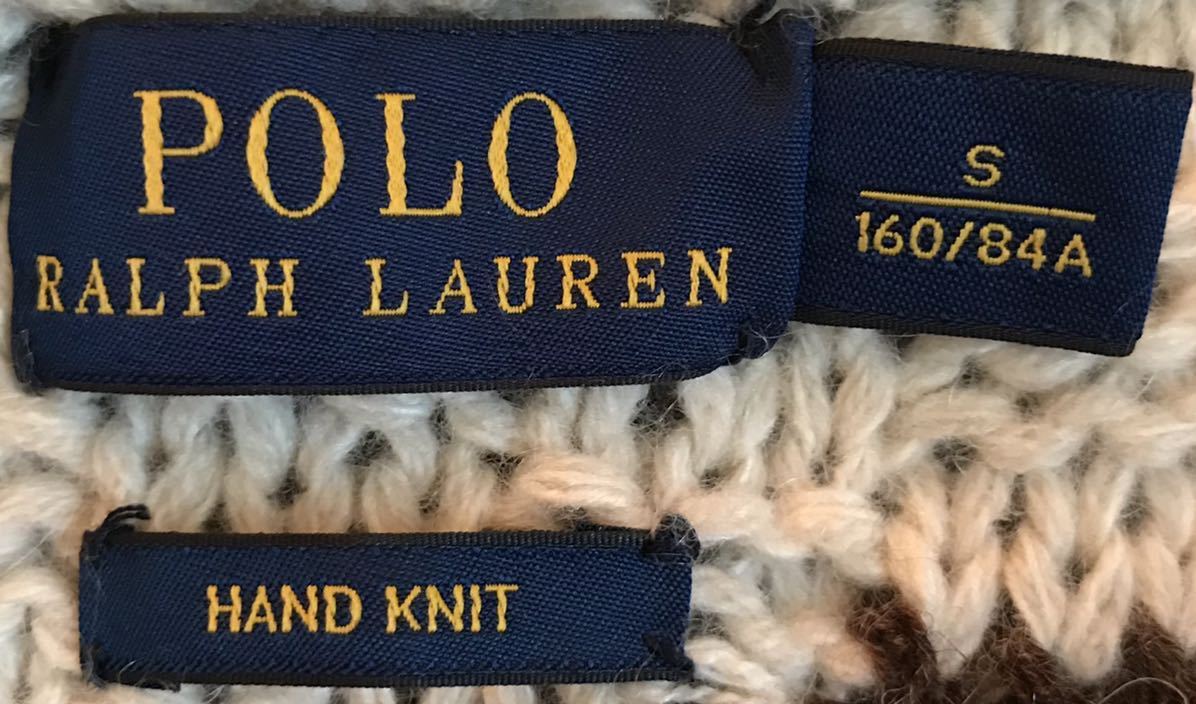 POLO
RALPH LAUREN
S
160/84A
HAND KNIT